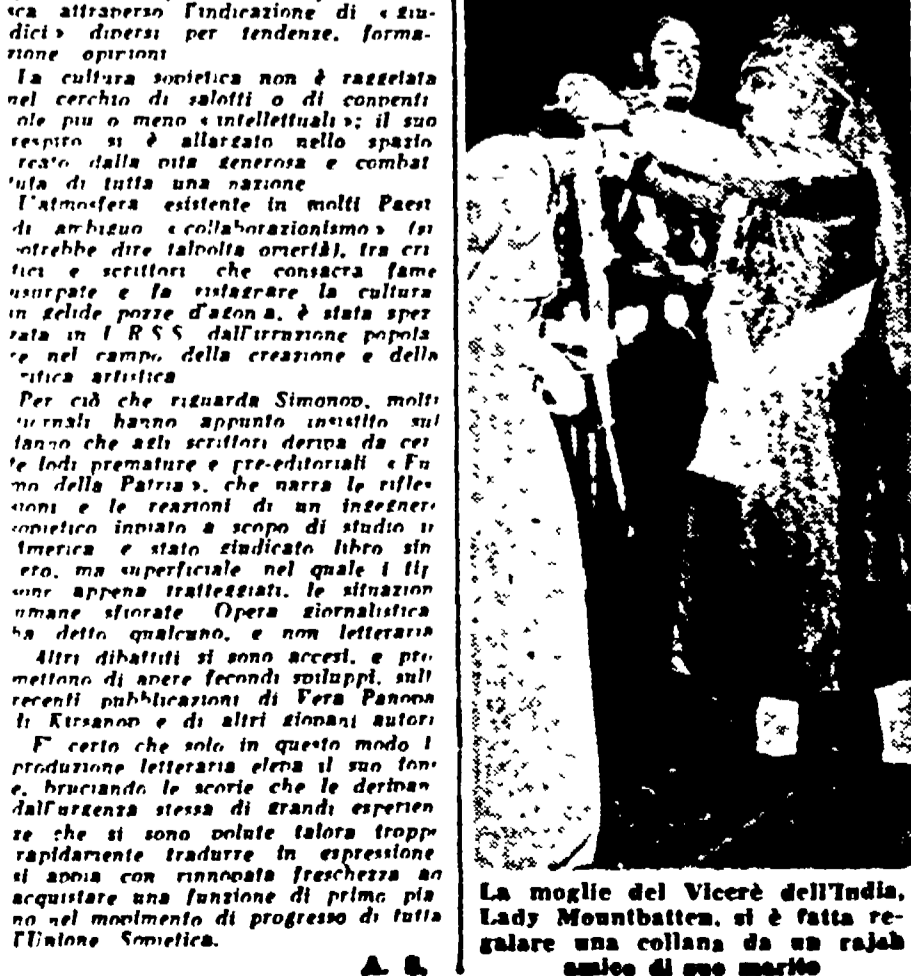 sca attraverso l'indicazione di « giu-
dici » diversi per tendenze, forma-
zione opinioni
La cultura sovietica non è raggelata
nel cerchio di salotti o di conventi
ole più o meno « intellettuali »; il suo
respiro si è allargato nello spazio
reato dalla vita generosa e combat
tuta di tutta una nazione
L'atmosfera esistente in molti Paesi
di ambiguo « collaborazionismo » (si
potrebbe dire talvolta omertà), tra cri
tici e scrittori che consacra fame
usurpate e fa ristagnare la cultura
in gelide pozze d'agonia, è stata spez
zata in URSS dall'irruzione popola
re nel campo della creazione e della
critica artistica
Per ciò che riguarda Simonov, molti
giornali hanno appunto insistito sul
danno che agli scrittori deriva da cer
te lodi premature e pre-editoriali « Fu
mo della Patria », che narra le rifles
sioni e le reazioni di un ingegner
sovietico inviato a scopo di studio i
America è stato giudicato libro sin
ero, ma superficiale nel quale i tip
sono appena tratteggiati, le situazion
umane sfiorate Opera giornalistica
ha detto qualcuno, e non letteraria
Altri dibattiti si sono accesi, e pro
mettono di avere fecondi sviluppi, sull
recenti pubblicazioni di Vera Panova
di Kirsanov e di altri giovani autori
E' certo che solo in questo modo l
produzione letteraria eleva il suo tono
e, bruciando le scorie che le derivan
dall'urgenza stessa di grandi esperien
ze che si sono volute talora troppo
rapidamente tradurre in espressione
si avvia con rinnovata freschezza ad
acquistare una funzione di primo pia
no nel movimento di progresso di tutta
l'Unione Sovietica.
A. S.
La moglie del Vicerè dell'India,
Lady Mountbatten, si è fatta re-
galare una collana da un rajah
amico di suo marito